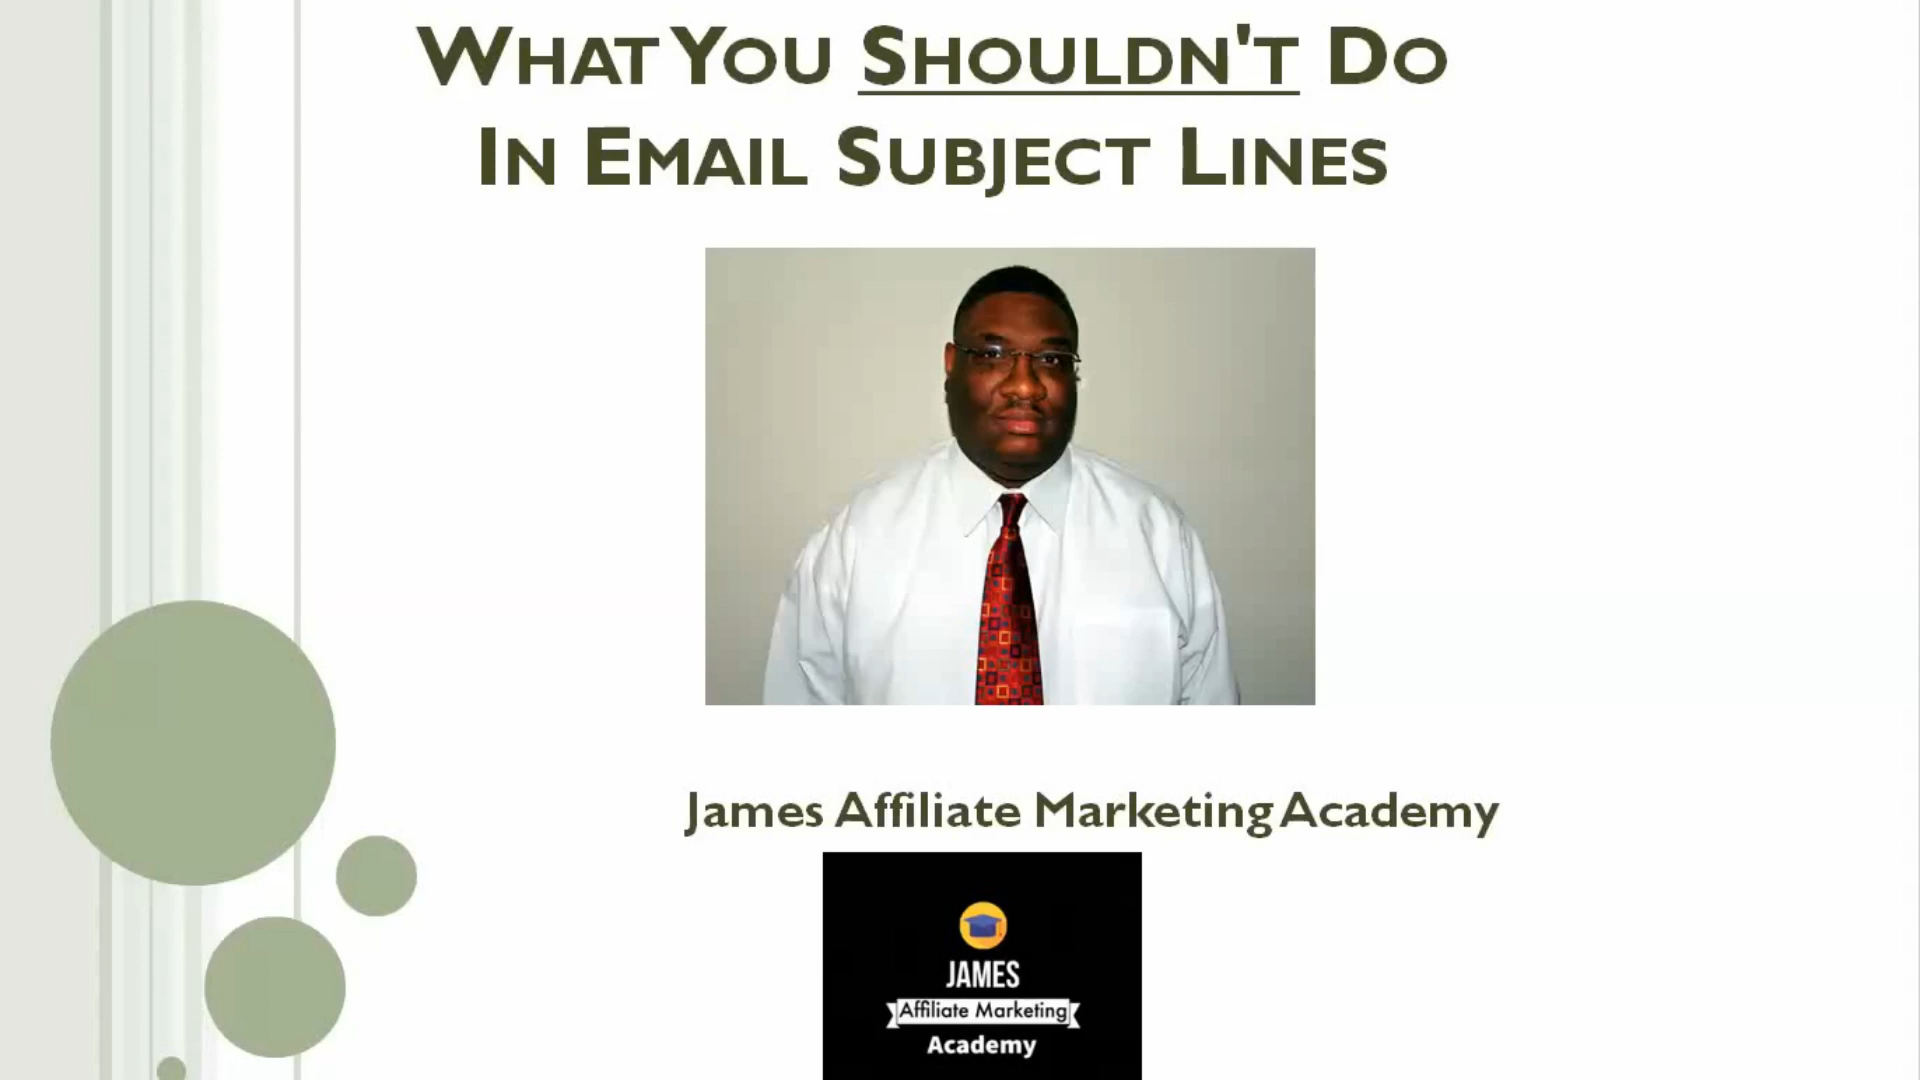 WHAT YOU SHOULDN'T DO
IN EMAIL SUBJECT LINES
James Affiliate Marketing Academy
JAMES
Affiliate Marketing
Academy